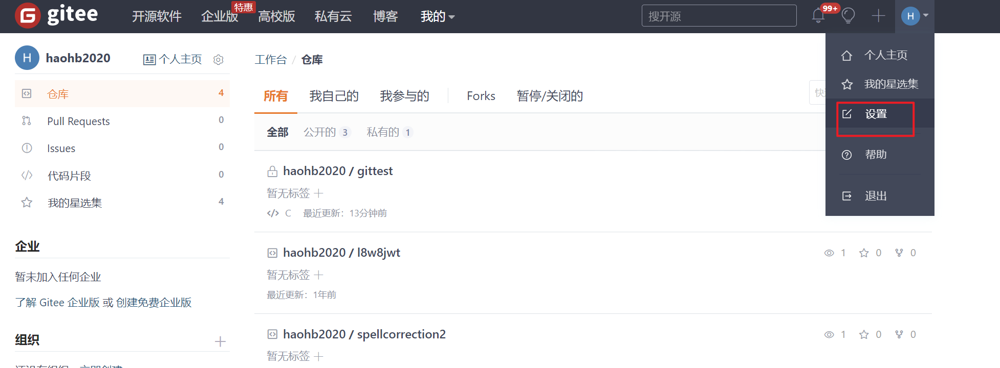 gitee
开源软件 企业版 特惠 高校版 私有云 博客 我的 搜开源 99+ H
H haohb2020 个人主页
仓库 4
Pull Requests 0
Issues 0
代码片段 0
我的星选集 4
企业
暂未加入任何企业
了解 Gitee 企业版 或 创建免费企业版
组织
工作台 / 仓库
所有 我自己的 我参与的 Forks 暂停/关闭的
全部 公开的 3 私有的 1
haohb2020 / gittest
暂无标签
C 最近更新：13分钟前
haohb2020 / l8w8jwt
1 0 0
暂无标签
最近更新：1年前
haohb2020 / spellcorrection2
1 0 0
暂无标签
个人主页
我的星选集
设置
帮助
退出